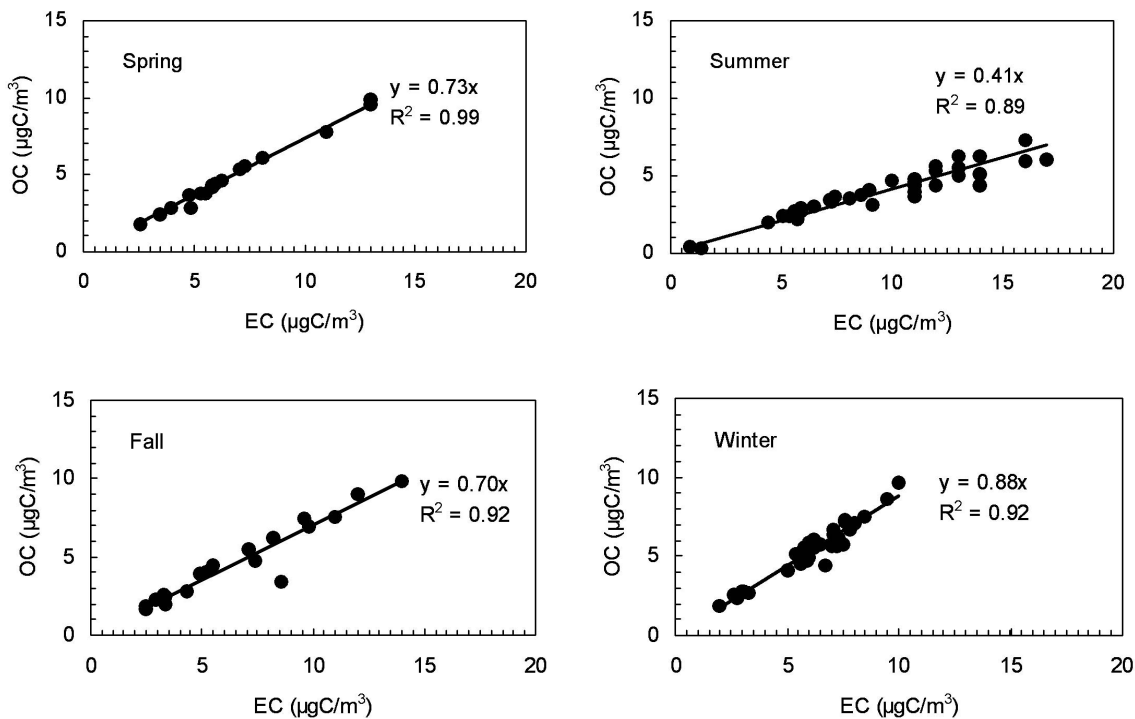 15
10
5
0
OC (µgC/m³)
Spring
y = 0.73x
R² = 0.99
0 5 10 15 20
EC (µgC/m³)
15
10
5
0
OC (µgC/m³)
Summer
y = 0.41x
R² = 0.89
0 5 10 15 20
EC (µgC/m³)
15
10
5
0
OC (µgC/m³)
Fall
y = 0.70x
R² = 0.92
0 5 10 15 20
EC (µgC/m³)
15
10
5
0
OC (µgC/m³)
Winter
y = 0.88x
R² = 0.92
0 5 10 15 20
EC (µgC/m³)